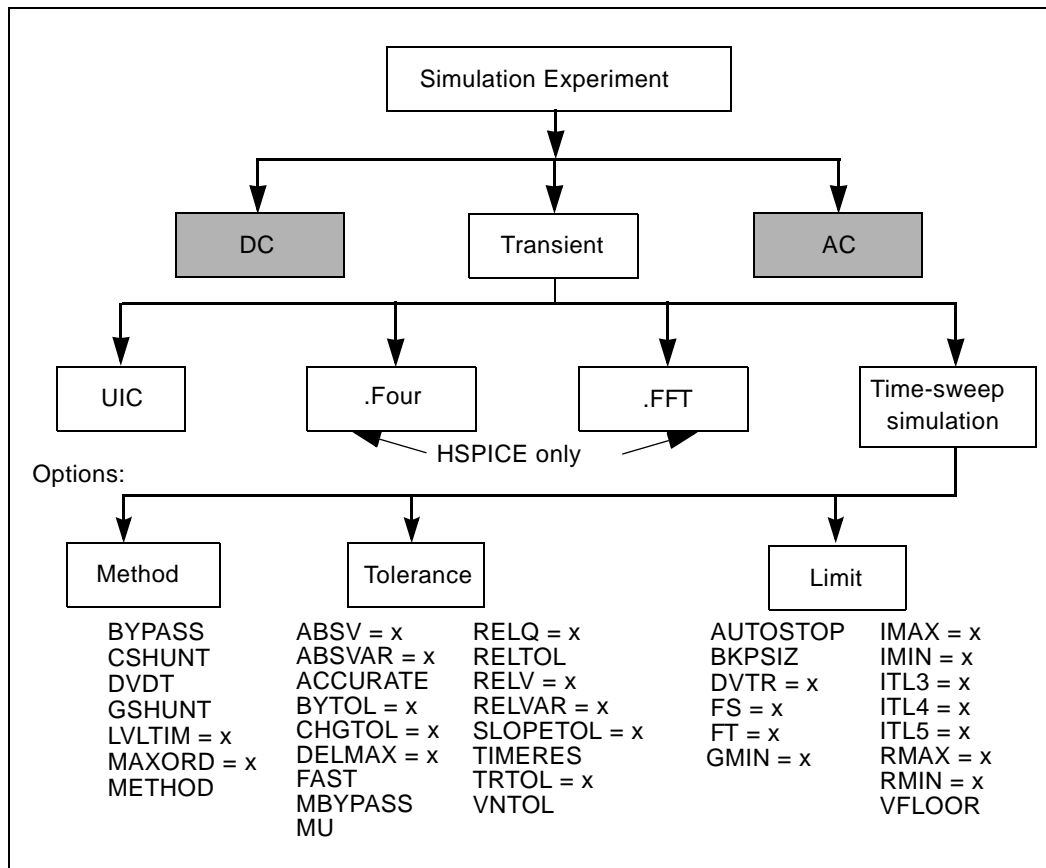 Simulation Experiment
DC
Transient
AC
UIC
.Four
.FFT
Time-sweep
simulation
HSPICE only
Options:
Method
Tolerance
Limit
BYPASS
CSHUNT
DVDT
GSHUNT
LVLTIM = x
MAXORD = x
METHOD
ABSV = x
ABSVAR = x
ACCURATE
BYTOL = x
CHGTOL = x
DELMAX = x
FAST
MBYPASS
MU
RELQ = x
RELTOL
RELV = x
RELVAR = x
SLOPETOL = x
TIMERES
TRTOL = x
VNTOL
AUTOSTOP
BKPSIZ
DVTR = x
FS = x
FT = x
GMIN = x
IMAX = x
IMIN = x
ITL3 = x
ITL4 = x
ITL5 = x
RMAX = x
RMIN = x
VFLOOR